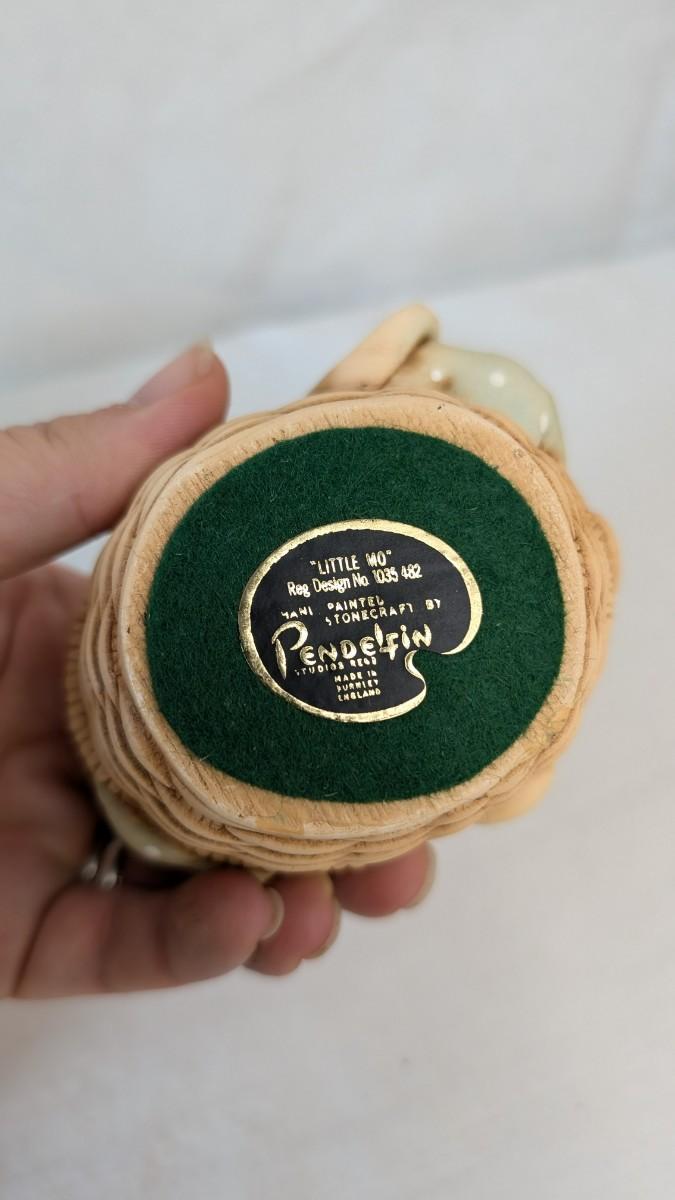 "LITTLE MO"
Reg Design No. 1035 482
HAND PAINTED
STONECRAFT BY
PENDELFIN
STUDIOS REGD
MADE IN
BURNLEY
ENGLAND